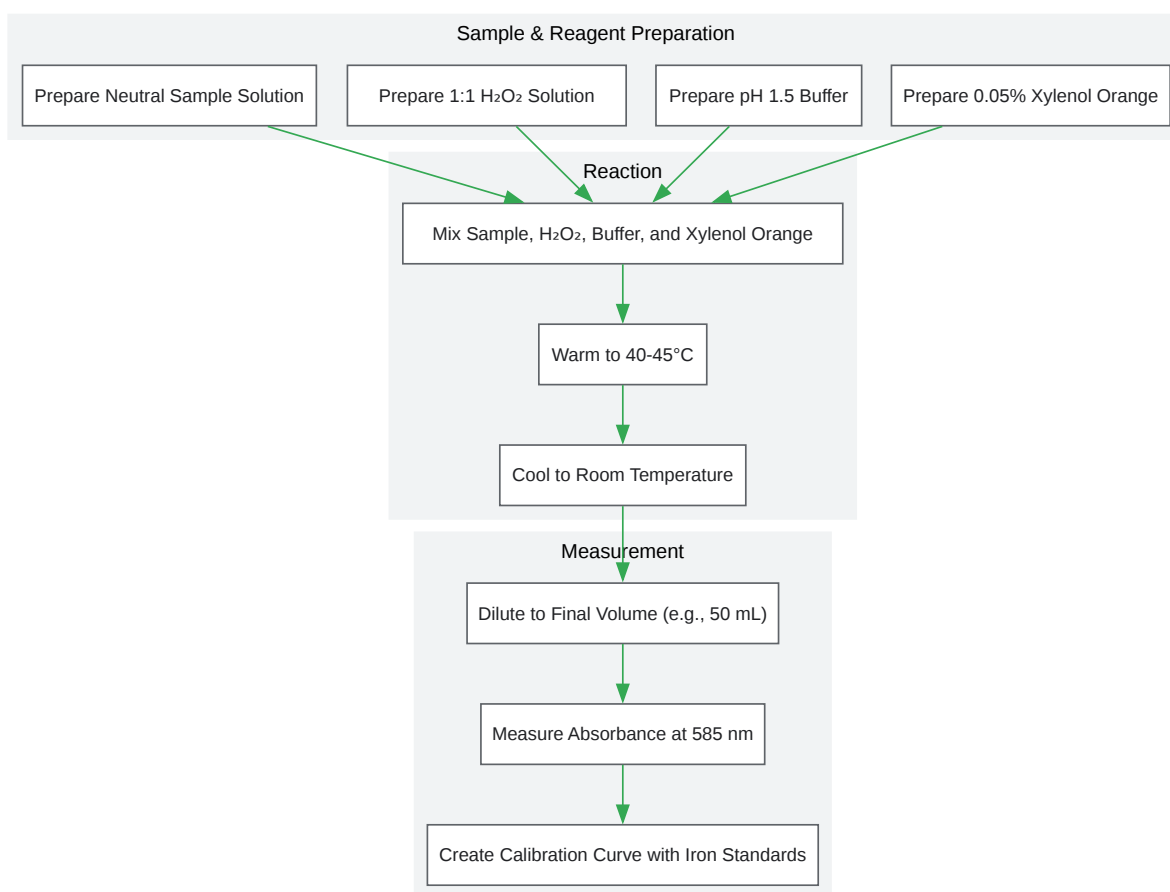 Sample & Reagent Preparation
Prepare Neutral Sample Solution
Prepare 1:1 H₂O₂ Solution
Prepare pH 1.5 Buffer
Prepare 0.05% Xylenol Orange
Reaction
Mix Sample, H₂O₂, Buffer, and Xylenol Orange
Warm to 40-45°C
Cool to Room Temperature
Measurement
Dilute to Final Volume (e.g., 50 mL)
Measure Absorbance at 585 nm
Create Calibration Curve with Iron Standards